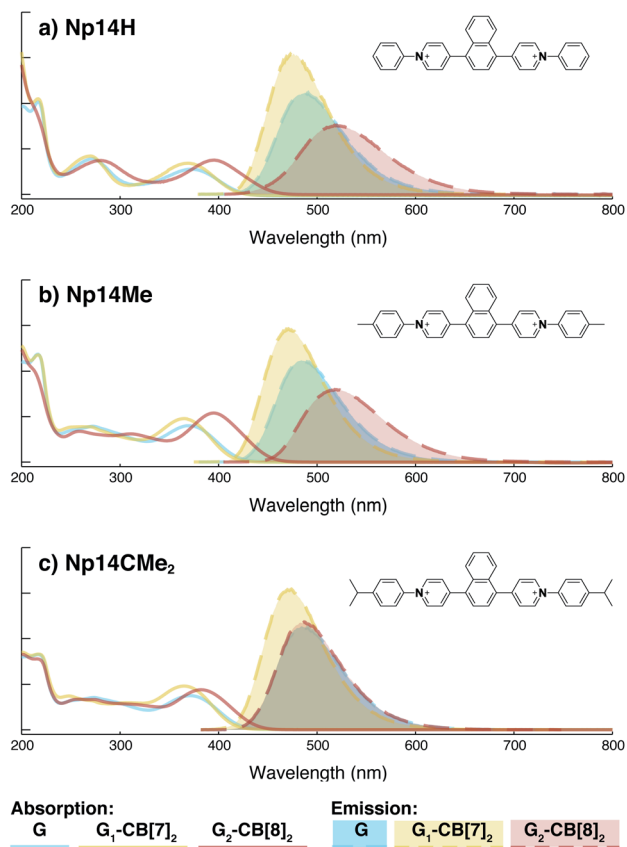 a) Np14H
N+
N+
200 300 400 500 600 700 800
Wavelength (nm)
b) Np14Me
N+
N+
200 300 400 500 600 700 800
Wavelength (nm)
c) Np14CMe₂
N+
N+
200 300 400 500 600 700 800
Wavelength (nm)
Absorption: Emission:
G G₁-CB[7]₂ G₂-CB[8]₂ G G₁-CB[7]₂ G₂-CB[8]₂